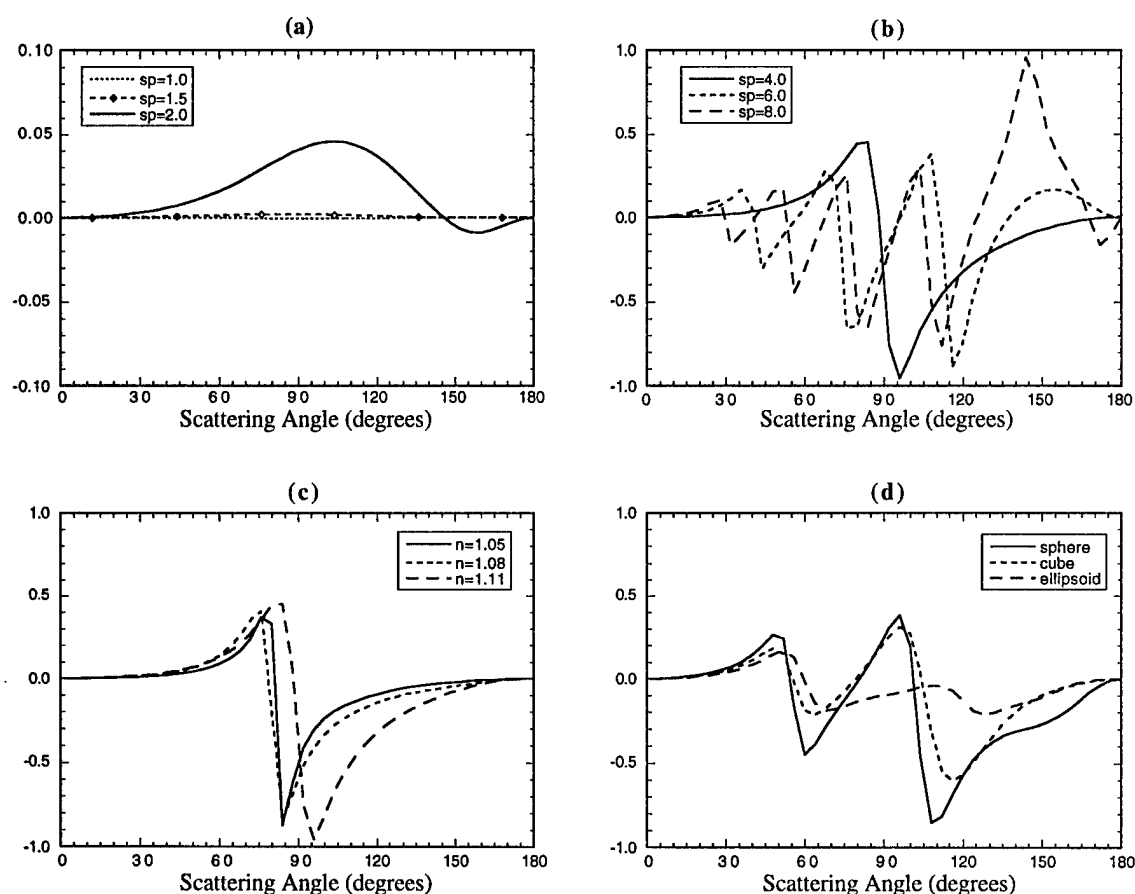 (a)
0.10
0.05
0.00
-0.05
-0.10
sp=1.0
sp=1.5
sp=2.0
0 30 60 90 120 150 180
Scattering Angle (degrees)
(b)
1.0
0.5
0.0
-0.5
-1.0
sp=4.0
sp=6.0
sp=8.0
0 30 60 90 120 150 180
Scattering Angle (degrees)
(c)
1.0
0.5
0.0
-0.5
-1.0
n=1.05
n=1.08
n=1.11
0 30 60 90 120 150 180
Scattering Angle (degrees)
(d)
1.0
0.5
0.0
-0.5
-1.0
sphere
cube
ellipsoid
0 30 60 90 120 150 180
Scattering Angle (degrees)